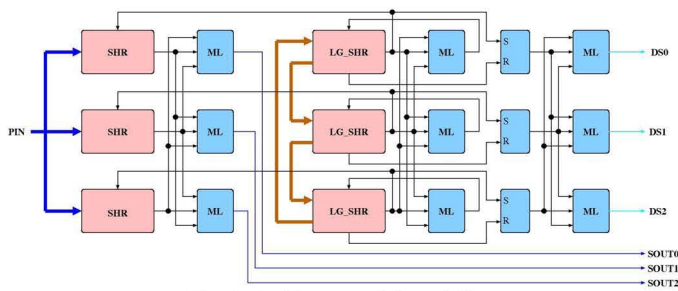 SHR
ML
LG_SHR
ML
S
R
ML
DS0
PIN
SHR
ML
LG_SHR
ML
S
R
ML
DS1
SHR
ML
LG_SHR
ML
S
R
ML
DS2
SOUT0
SOUT1
SOUT2